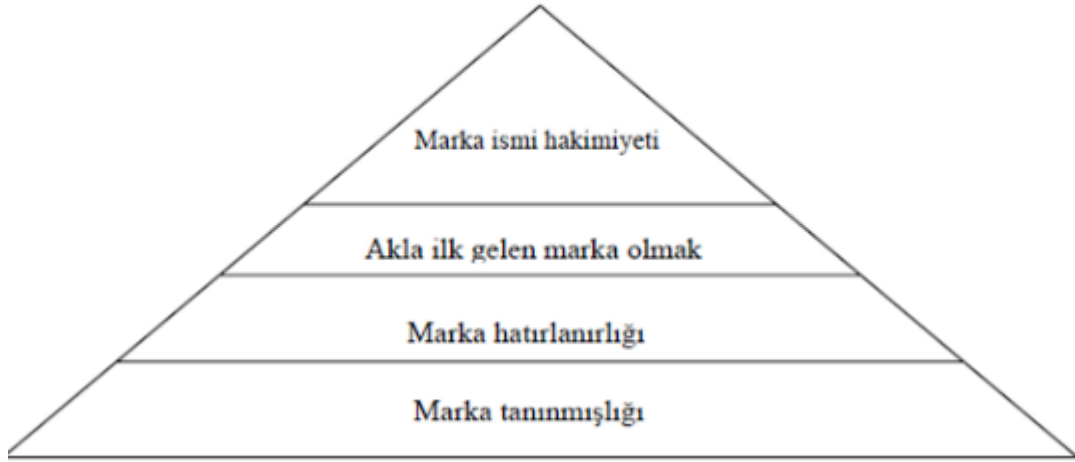 Marka ismi hakimiyeti
Akla ilk gelen marka olmak
Marka hatırlanırlığı
Marka tanınmışlığı